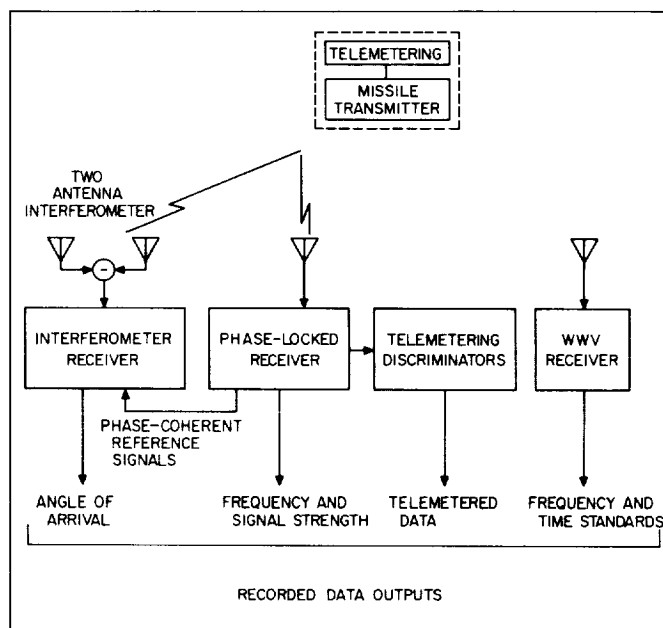 TELEMETERING
MISSILE
TRANSMITTER
TWO
ANTENNA
INTERFEROMETER
INTERFEROMETER
RECEIVER
PHASE-LOCKED
RECEIVER
TELEMETERING
DISCRIMINATORS
WWV
RECEIVER
PHASE-COHERENT
REFERENCE
SIGNALS
ANGLE OF
ARRIVAL
FREQUENCY AND
SIGNAL STRENGTH
TELEMETERED
DATA
FREQUENCY AND
TIME STANDARDS
RECORDED DATA OUTPUTS